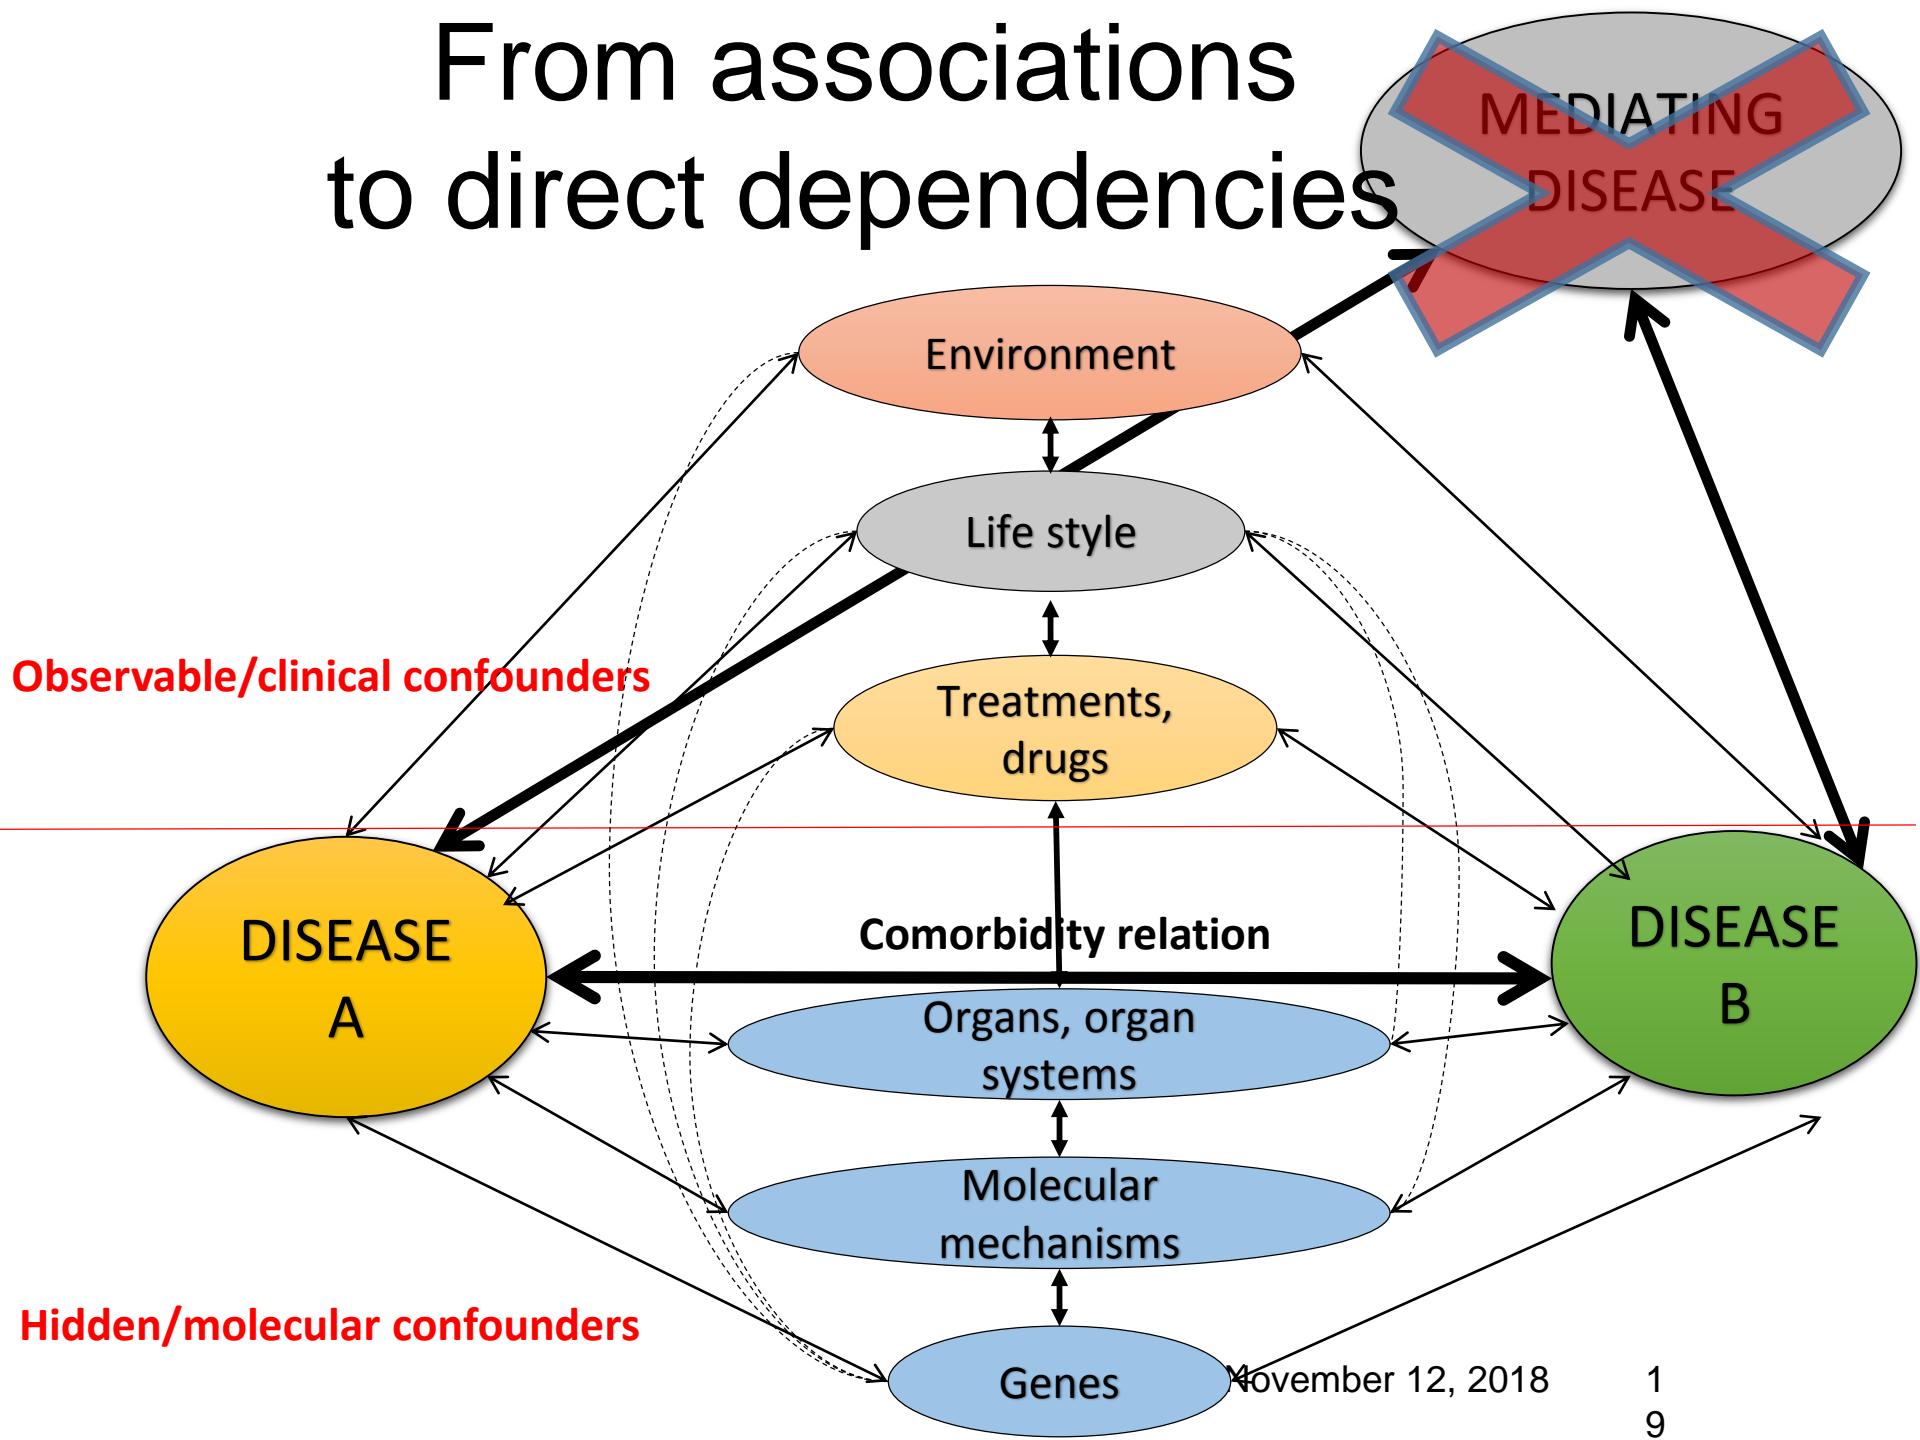 From associations
to direct dependencies
MEDIATING
DISEASE
Environment
Life style
Observable/clinical confounders
Treatments,
drugs
DISEASE
A
Comorbidity relation
DISEASE
B
Organs, organ
systems
Molecular
mechanisms
Hidden/molecular confounders
Genes
November 12, 2018
1
9